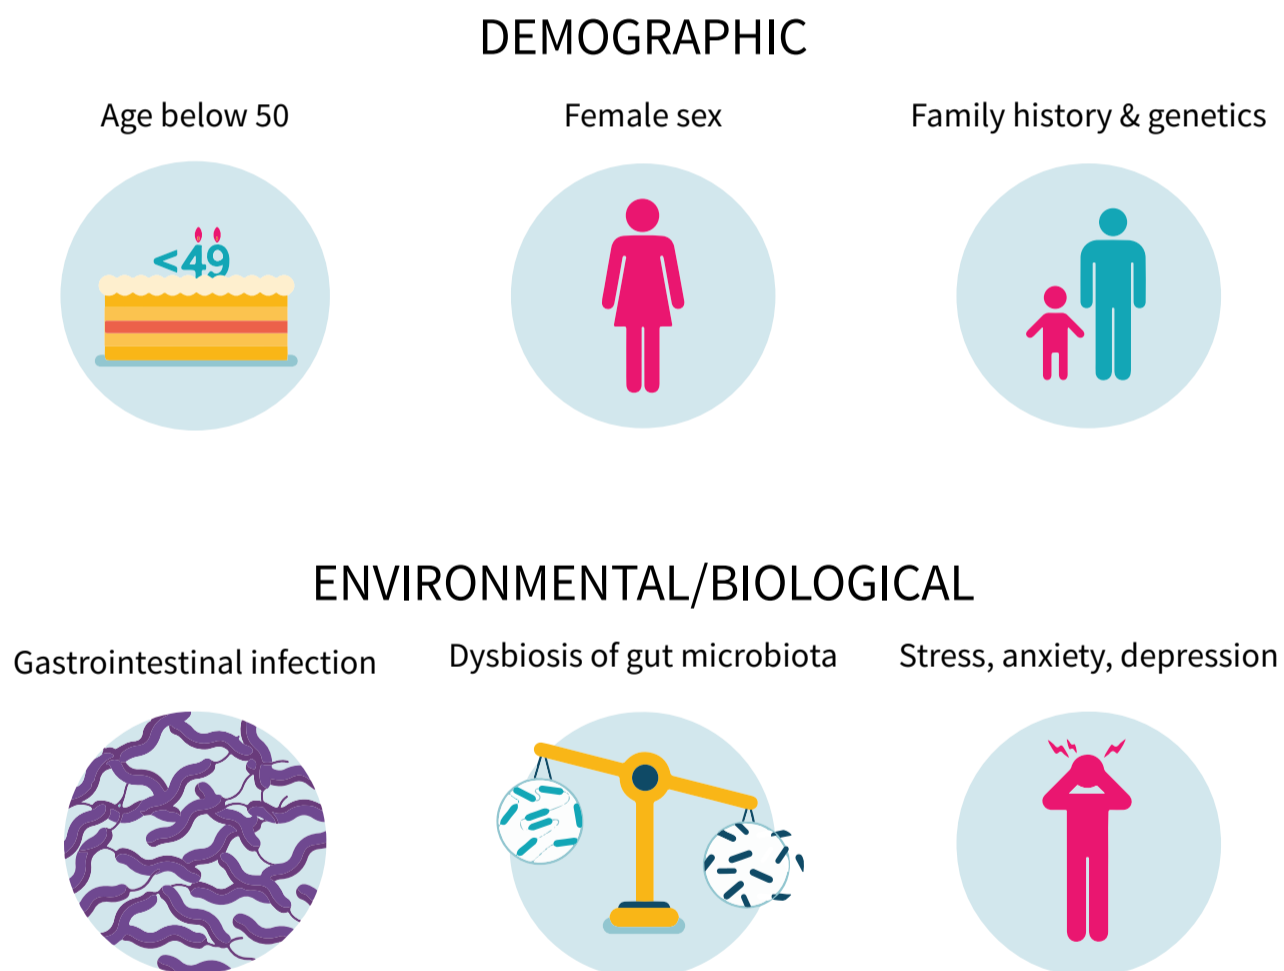 DEMOGRAPHIC
Age below 50
Female sex
Family history & genetics
<49
ENVIRONMENTAL/BIOLOGICAL
Gastrointestinal infection
Dysbiosis of gut microbiota
Stress, anxiety, depression